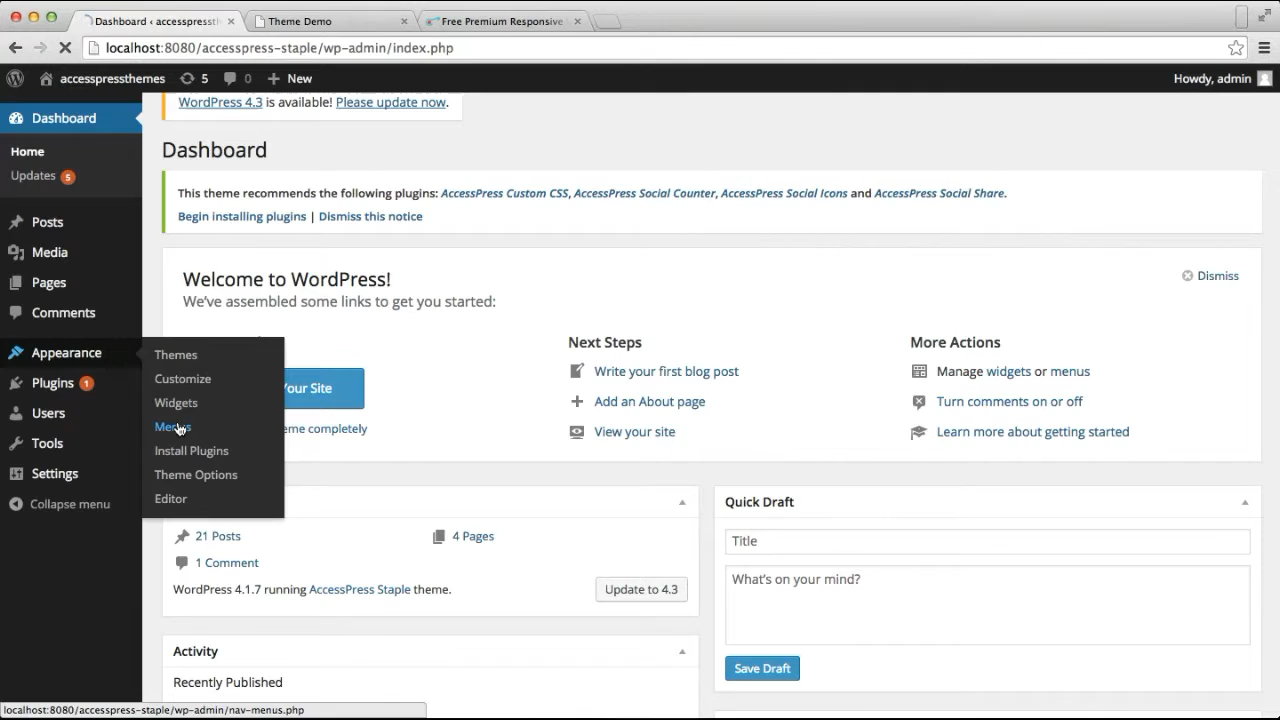 Dashboard ‹ accesspressth
Theme Demo
Free Premium Responsive
localhost:8080/accesspress-staple/wp-admin/index.php
accesspressthemes
5
0
New
Howdy, admin
Dashboard
Home
Updates 5
Posts
Media
Pages
Comments
Appearance
Plugins 1
Users
Tools
Settings
Collapse menu
Themes
Customize
Widgets
Install Plugins
Theme Options
Editor
WordPress 4.3 is available! Please update now.
Dashboard
This theme recommends the following plugins: AccessPress Custom CSS, AccessPress Social Counter, AccessPress Social Icons and AccessPress Social Share.
Begin installing plugins | Dismiss this notice
Welcome to WordPress!
Dismiss
We've assembled some links to get you started:
Your Site
completely
Next Steps
Write your first blog post
Add an About page
View your site
More Actions
Manage widgets or menus
Turn comments on or off
Learn more about getting started
21 Posts
4 Pages
1 Comment
WordPress 4.1.7 running AccessPress Staple theme.
Update to 4.3
Activity
Recently Published
Quick Draft
Title
What's on your mind?
Save Draft
localhost:8080/accesspress-staple/wp-admin/nav-menus.php